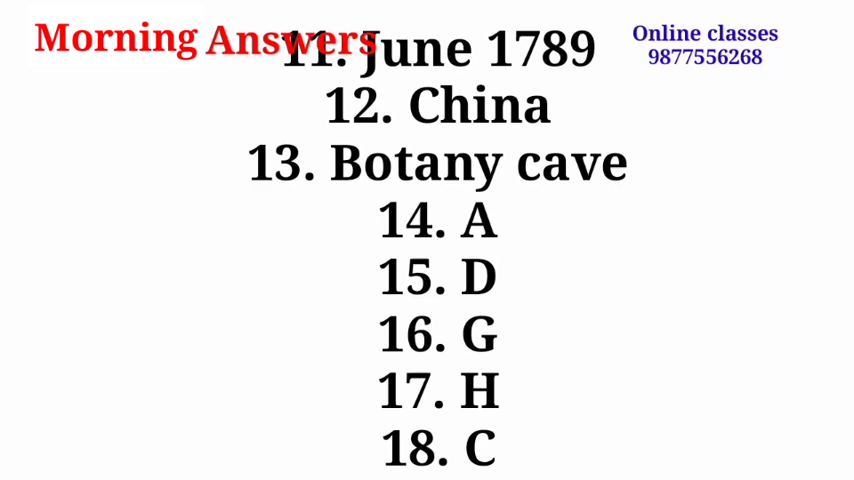 Morning Answers
11. June 1789
Online classes
9877556268
12. China
13. Botany cave
14. A
15. D
16. G
17. H
18. C